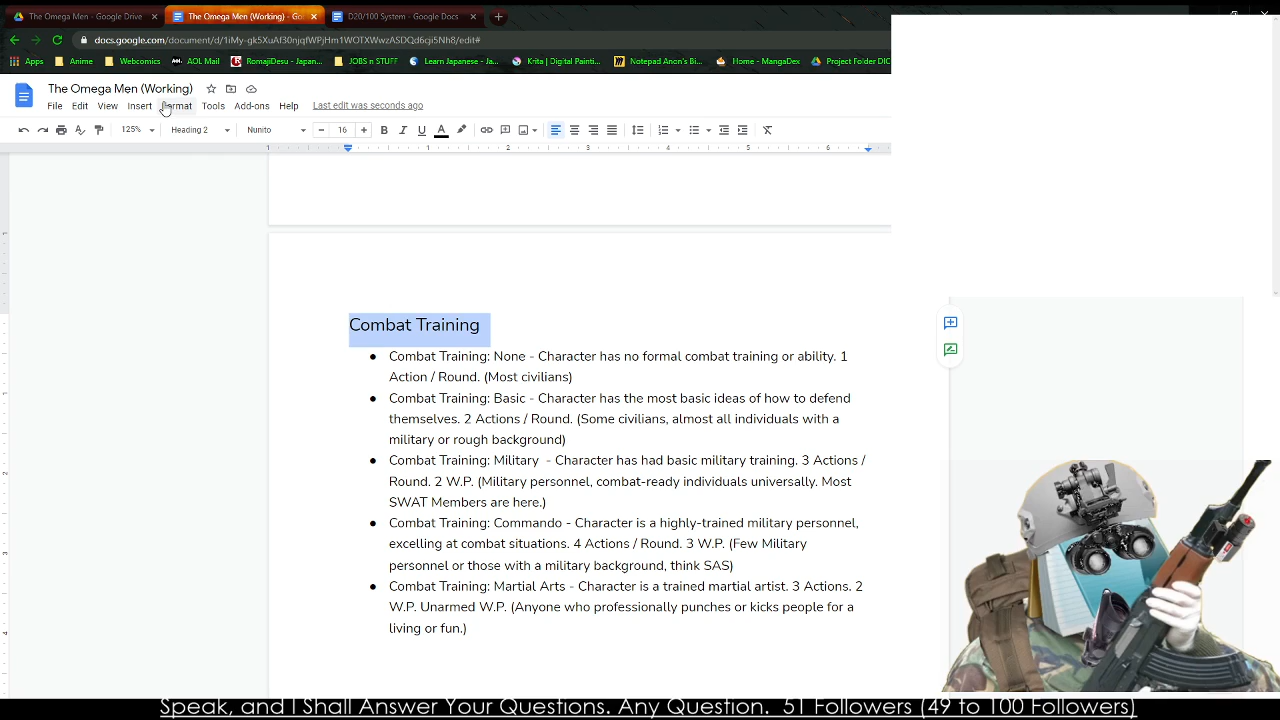 The Omega Men - Google Drive
The Omega Men (Working) - Go
D20/100 System - Google Docs
docs.google.com/document/d/1iMy-gk5XuAf30njqfWPjHm1WOTXWwzASDQd6cji5Nh8/edit#
Apps Anime Webcomics AOL Mail RomajiDesu - Japan... JOBS n STUFF Learn Japanese - Ja... Krita | Digital Painti... Notepad Anon's Bi... Home - MangaDex Project Folder DIC
The Omega Men (Working)
File Edit View Insert Format Tools Add-ons Help Last edit was seconds ago
125% Heading 2 Nunito 16
1 1 2 3 4 5 6
Combat Training
● Combat Training: None - Character has no formal combat training or ability. 1
Action / Round. (Most civilians)
● Combat Training: Basic - Character has the most basic ideas of how to defend
themselves. 2 Actions / Round. (Some civilians, almost all individuals with a
military or rough background)
● Combat Training: Military  - Character has had basic military training. 3 Actions /
Round. 2 W.P. (Military personnel, combat-ready individuals universally. Most
SWAT Members are here.)
● Combat Training: Commando - Character is a highly-trained military personnel,
excelling at combat situations. 4 Actions / Round. 3 W.P. (Few Military
personnel or those with a military background, think SAS)
● Combat Training: Martial Arts - Character is a trained martial artist. 3 Actions. 2
W.P. Unarmed W.P. (Anyone who professionally punches or kicks people for a
living or fun.)
Speak, and I Shall Answer Your Questions. Any Question.  51 Followers (49 to 100 Followers)